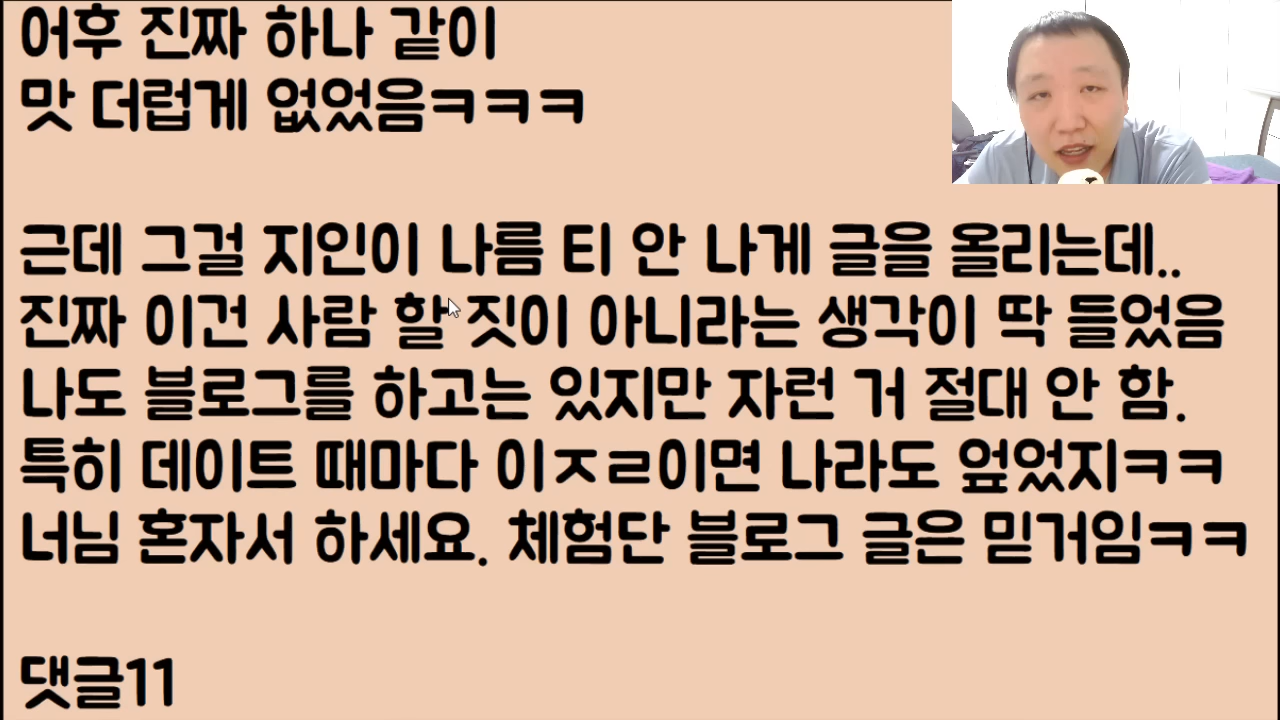 어후 진짜 하나 같이
맛 더럽게 없었음ㅋㅋㅋ
근데 그걸 지인이 나름 티 안 나게 글을 올리는데..
진짜 이건 사람 할 짓이 아니라는 생각이 딱 들었음
나도 블로그를 하고는 있지만 자런 거 절대 안 함.
특히 데이트 때마다 이ㅈㄹ이면 나라도 엎었지ㅋㅋ
너님 혼자서 하세요. 체험단 블로그 글은 믿거임ㅋㅋ
댓글11